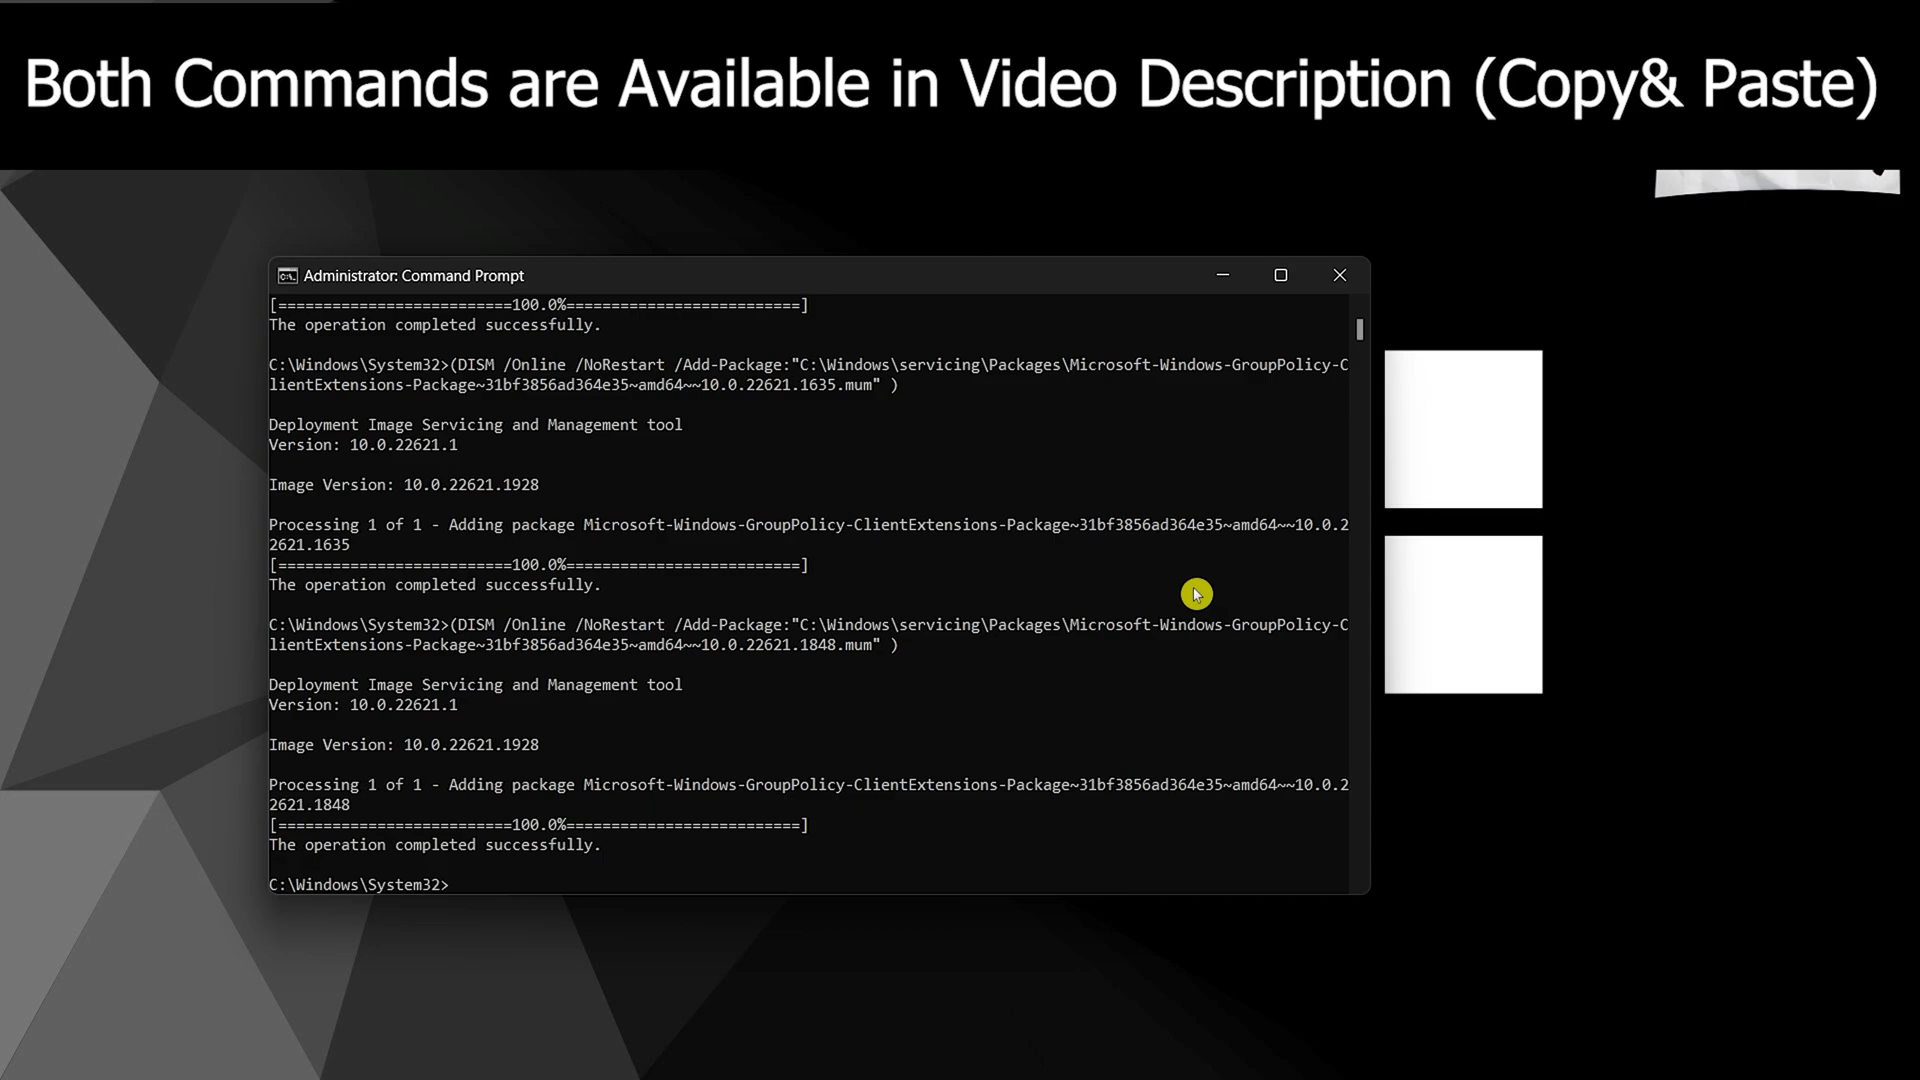 Both Commands are Available in Video Description (Copy& Paste)
Administrator: Command Prompt
[==========================100.0%==========================]
The operation completed successfully.
C:\Windows\System32>(DISM /Online /NoRestart /Add-Package:"C:\Windows\servicing\Packages\Microsoft-Windows-GroupPolicy-C
lientExtensions-Package~31bf3856ad364e35~amd64~~10.0.22621.1635.mum" )
Deployment Image Servicing and Management tool
Version: 10.0.22621.1
Image Version: 10.0.22621.1928
Processing 1 of 1 - Adding package Microsoft-Windows-GroupPolicy-ClientExtensions-Package~31bf3856ad364e35~amd64~~10.0.2
2621.1635
[==========================100.0%==========================]
The operation completed successfully.
C:\Windows\System32>(DISM /Online /NoRestart /Add-Package:"C:\Windows\servicing\Packages\Microsoft-Windows-GroupPolicy-C
lientExtensions-Package~31bf3856ad364e35~amd64~~10.0.22621.1848.mum" )
Deployment Image Servicing and Management tool
Version: 10.0.22621.1
Image Version: 10.0.22621.1928
Processing 1 of 1 - Adding package Microsoft-Windows-GroupPolicy-ClientExtensions-Package~31bf3856ad364e35~amd64~~10.0.2
2621.1848
[==========================100.0%==========================]
The operation completed successfully.
C:\Windows\System32>